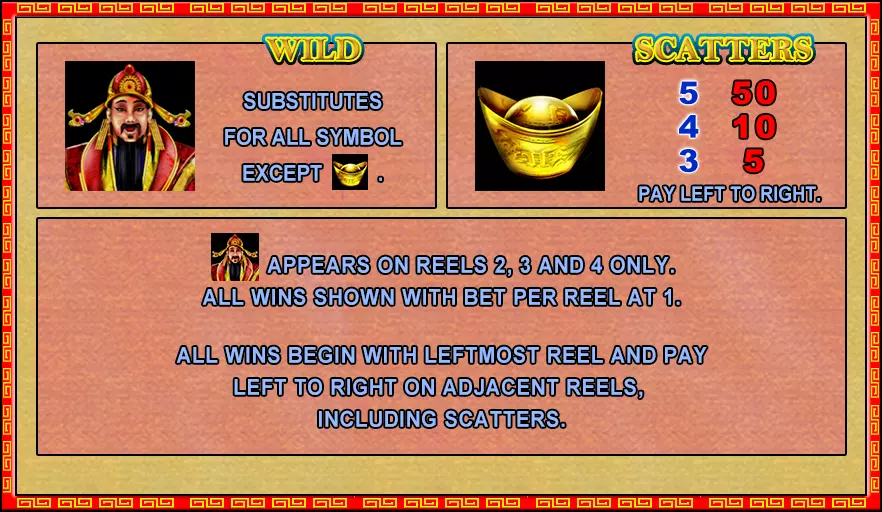 WILD
SUBSTITUTES
FOR ALL SYMBOL
EXCEPT .
SCATTERS
5 50
4 10
3 5
PAY LEFT TO RIGHT.
APPEARS ON REELS 2, 3 AND 4 ONLY.
ALL WINS SHOWN WITH BET PER REEL AT 1.
ALL WINS BEGIN WITH LEFTMOST REEL AND PAY
LEFT TO RIGHT ON ADJACENT REELS,
INCLUDING SCATTERS.